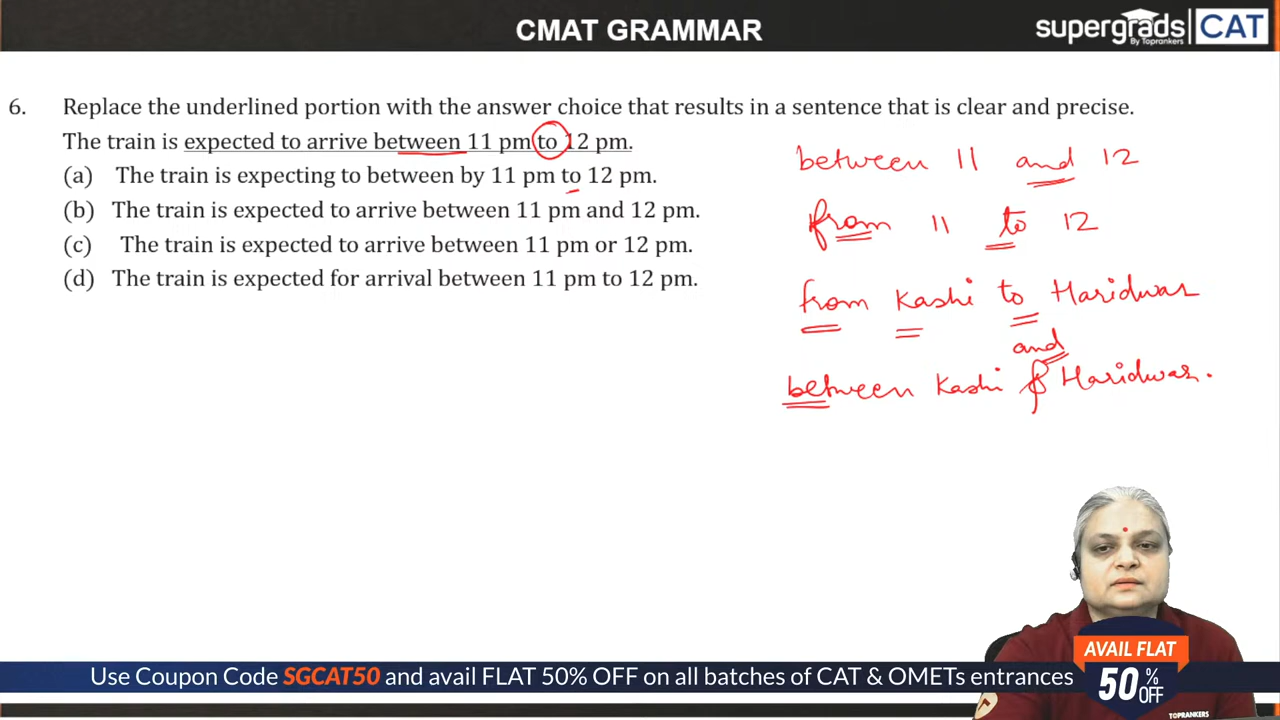 CMAT GRAMMAR
supergrads
By Toprankers
CAT
6. Replace the underlined portion with the answer choice that results in a sentence that is clear and precise.
The train is expected to arrive between 11 pm to 12 pm.
(a) The train is expecting to between by 11 pm to 12 pm.
(b) The train is expected to arrive between 11 pm and 12 pm.
(c) The train is expected to arrive between 11 pm or 12 pm.
(d) The train is expected for arrival between 11 pm to 12 pm.
between 11 and 12
from 11 to 12
from Kashi to Haridwar
and
between Kashi & Haridwar.
AVAIL FLAT
50% OFF
Use Coupon Code SGCAT50 and avail FLAT 50% OFF on all batches of CAT & OMETs entrances
TOPRANKERS